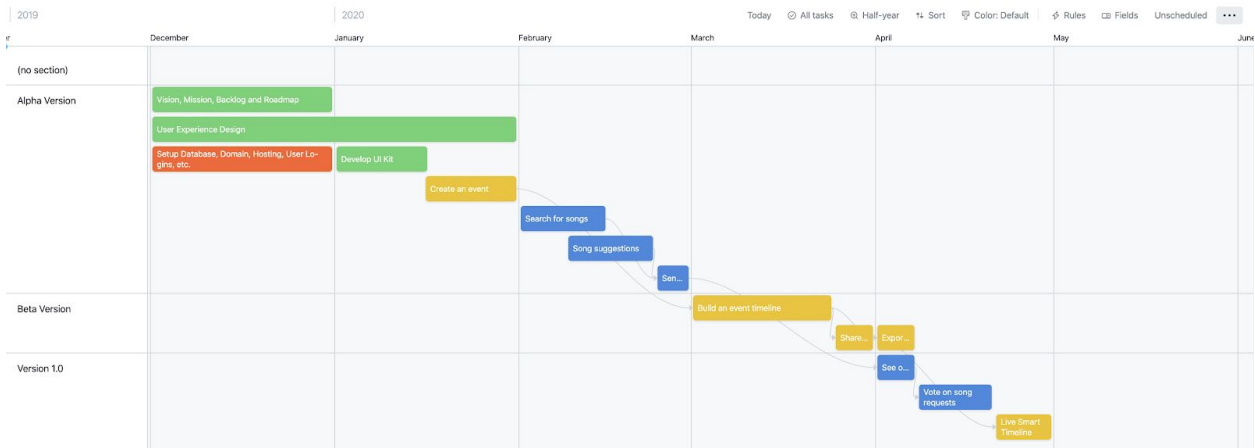 2019
2020
Today
All tasks
Half-year
Sort
Color: Default
Rules
Fields
Unscheduled
December
January
February
March
April
May
June
(no section)
Alpha Version
Vision, Mission, Backlog and Roadmap
User Experience Design
Setup Database, Domain, Hosting, User Lo-
gins, etc.
Develop UI Kit
Create an event
Search for songs
Song suggestions
Sen...
Beta Version
Build an event timeline
Share...
Expor...
Version 1.0
See o...
Vote on song
requests
Live Smart
Timeline